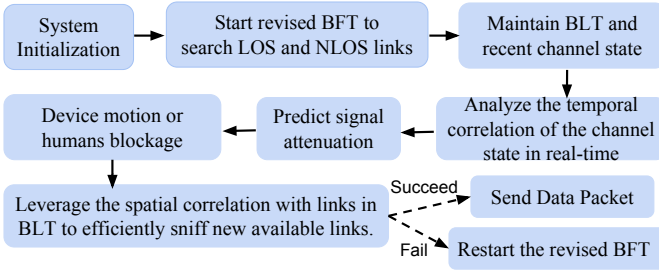 System
Initialization
Start revised BFT to
search LOS and NLOS links
Maintain BLT and
recent channel state
Analyze the temporal
correlation of the channel
state in real-time
Predict signal
attenuation
Device motion or
humans blockage
Leverage the spatial correlation with links in
BLT to efficiently sniff new available links.
Succeed
Send Data Packet
Fail
Restart the revised BFT